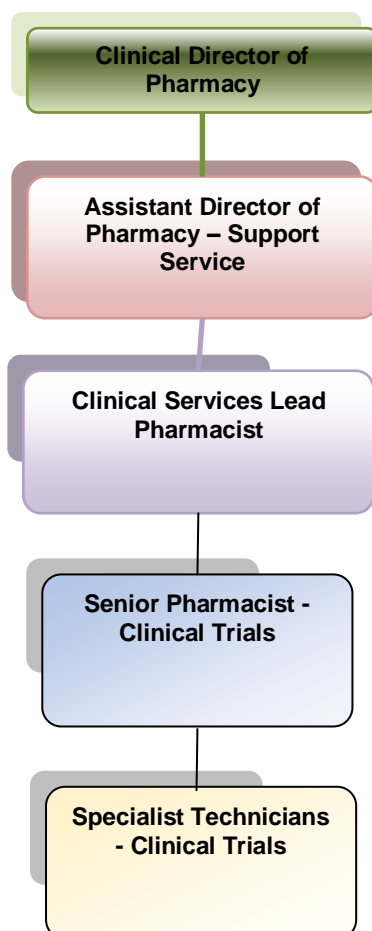 Clinical Director of
Pharmacy
Assistant Director of
Pharmacy – Support
Service
Clinical Services Lead
Pharmacist
Senior Pharmacist -
Clinical Trials
Specialist Technicians
- Clinical Trials